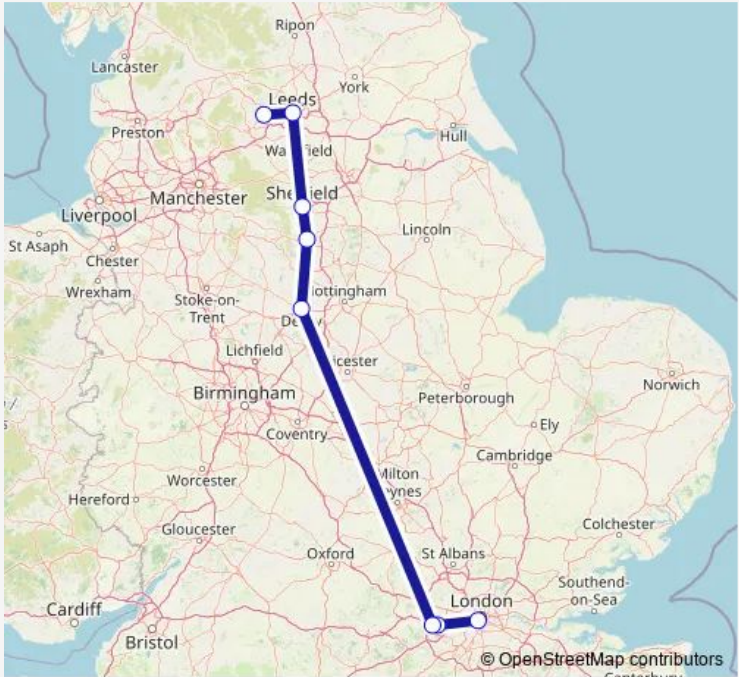 Ripon
Lancaster
York
Leeds
Preston
Hull
Manchester
Liverpool
Lincoln
St Asaph
Chester
Wrexham
Stoke-on-
Trent
Lichfield
Norwich
Birmingham
Peterborough
Ely
Coventry
Cambridge
Worcester
Hereford
Colchester
Gloucester
Oxford
St Albans
Southend-
on-Sea
London
Cardiff
Bristol
© OpenStreetMap contributors